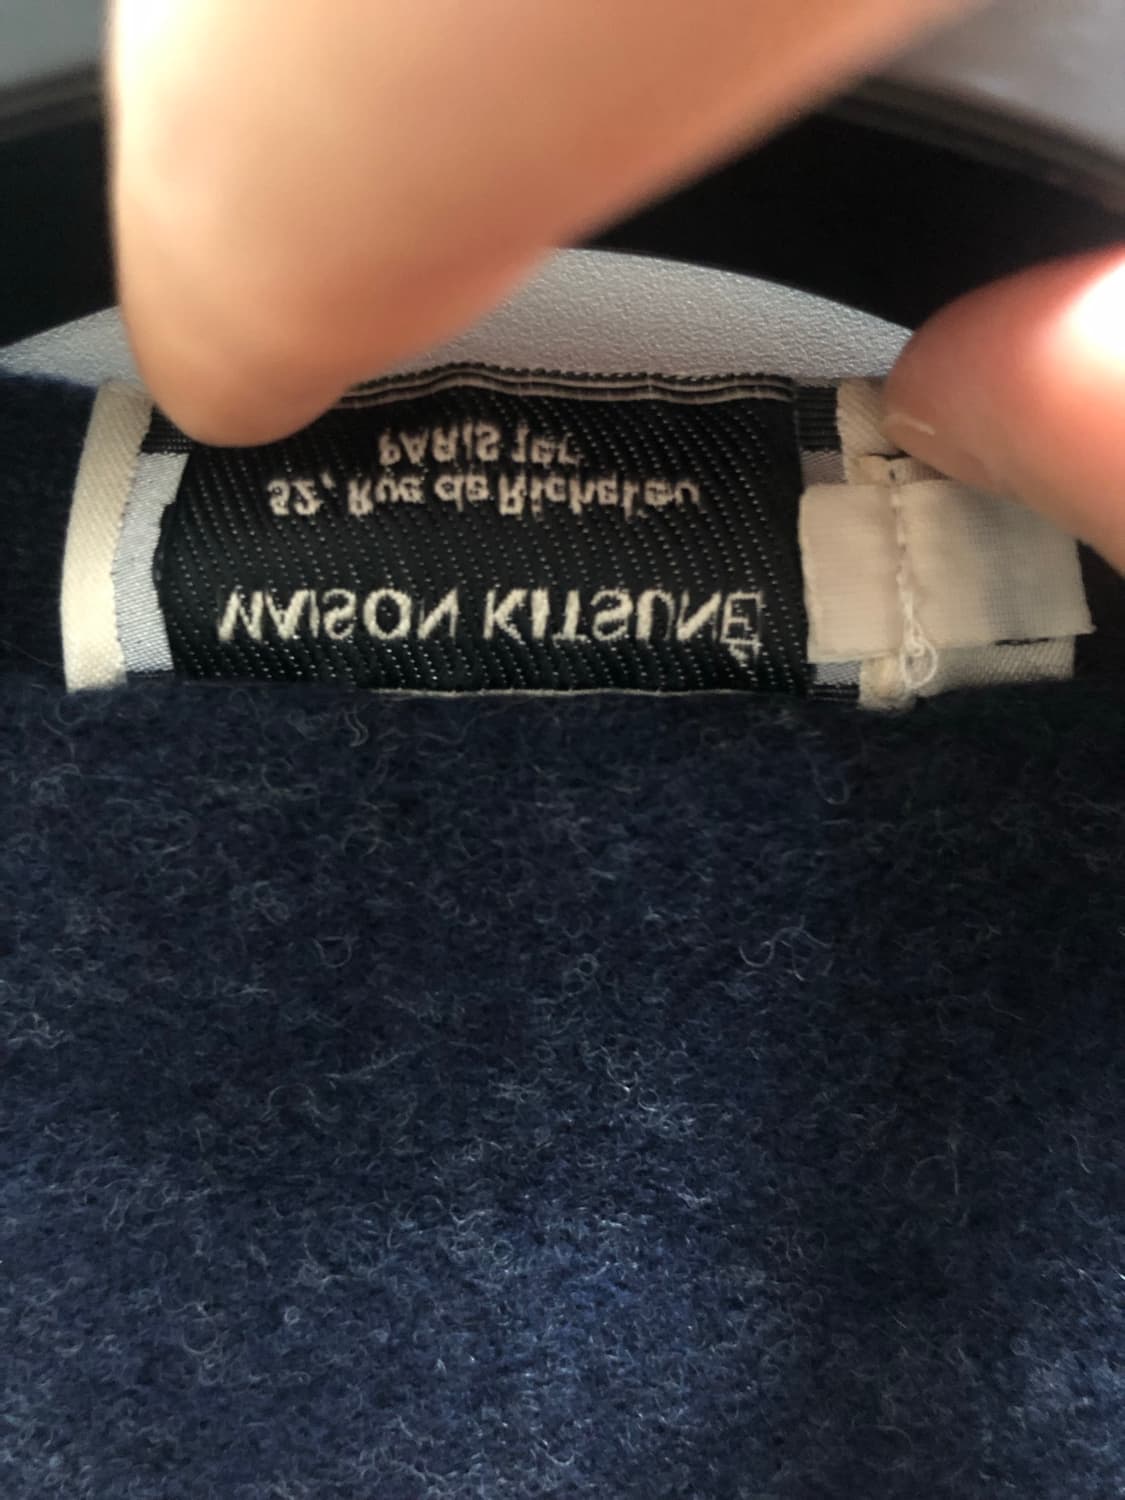 MAISON KITSUNÉ
52, Rue de Richelieu
PARIS 1er